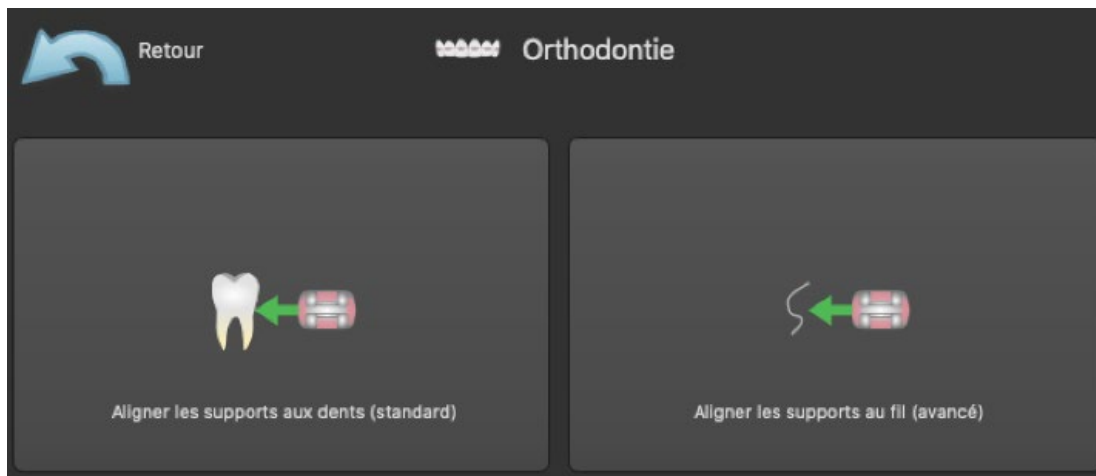 Retour
Orthodontie
Aligner les supports aux dents (standard)
Aligner les supports au fil (avancé)